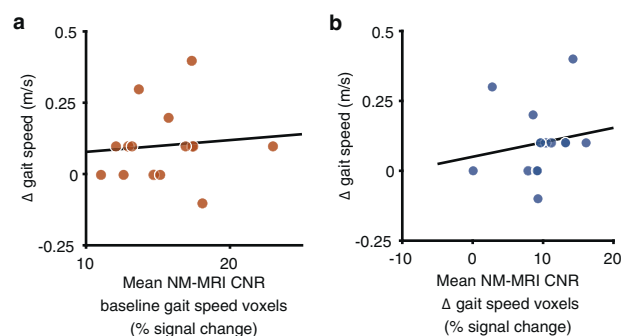 a
0.5
0.25
0
-0.25
Δ gait speed (m/s)
10
20
Mean NM-MRI CNR
baseline gait speed voxels
(% signal change)
b
0.5
0.25
0
-0.25
Δ gait speed (m/s)
-10
0
10
20
Mean NM-MRI CNR
Δ gait speed voxels
(% signal change)